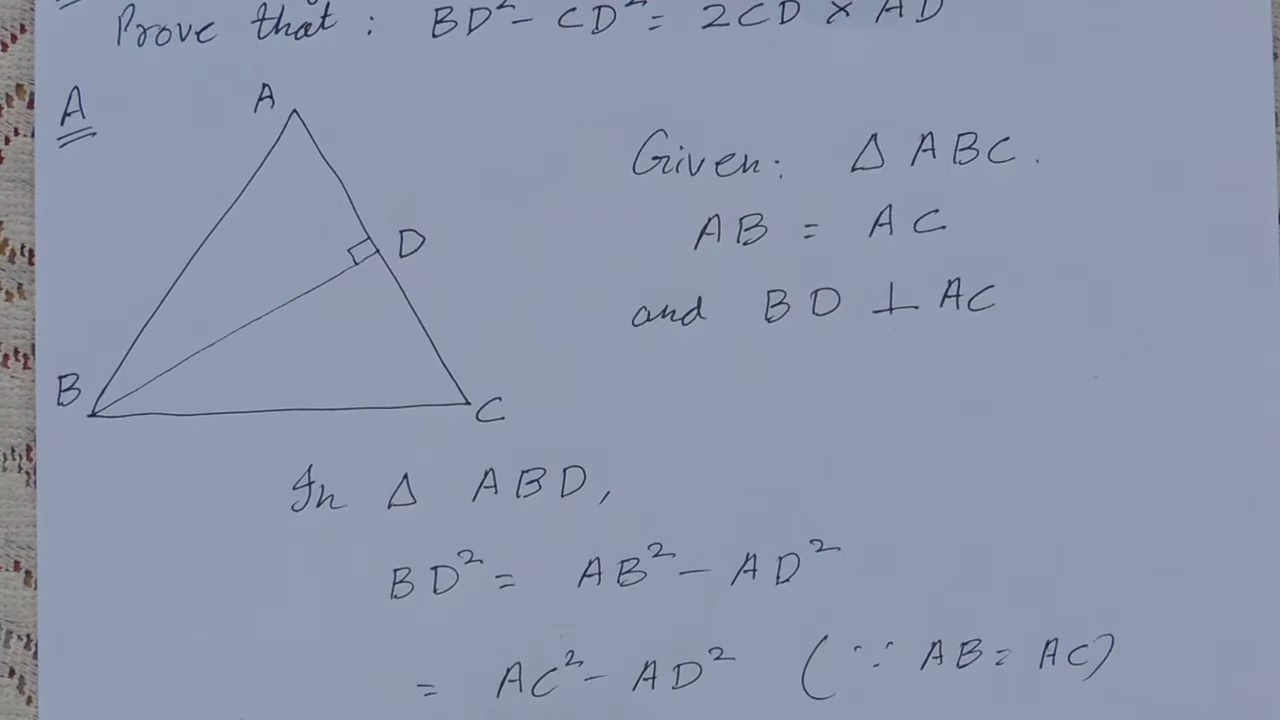 Prove that : BD² - CD² = 2CD × AD
A
A
Given: Δ ABC.
AB = AC
D
and BD ⊥ AC
B
C
In Δ ABD,
BD² = AB² - AD²
= AC² - AD² (∵ AB = AC)